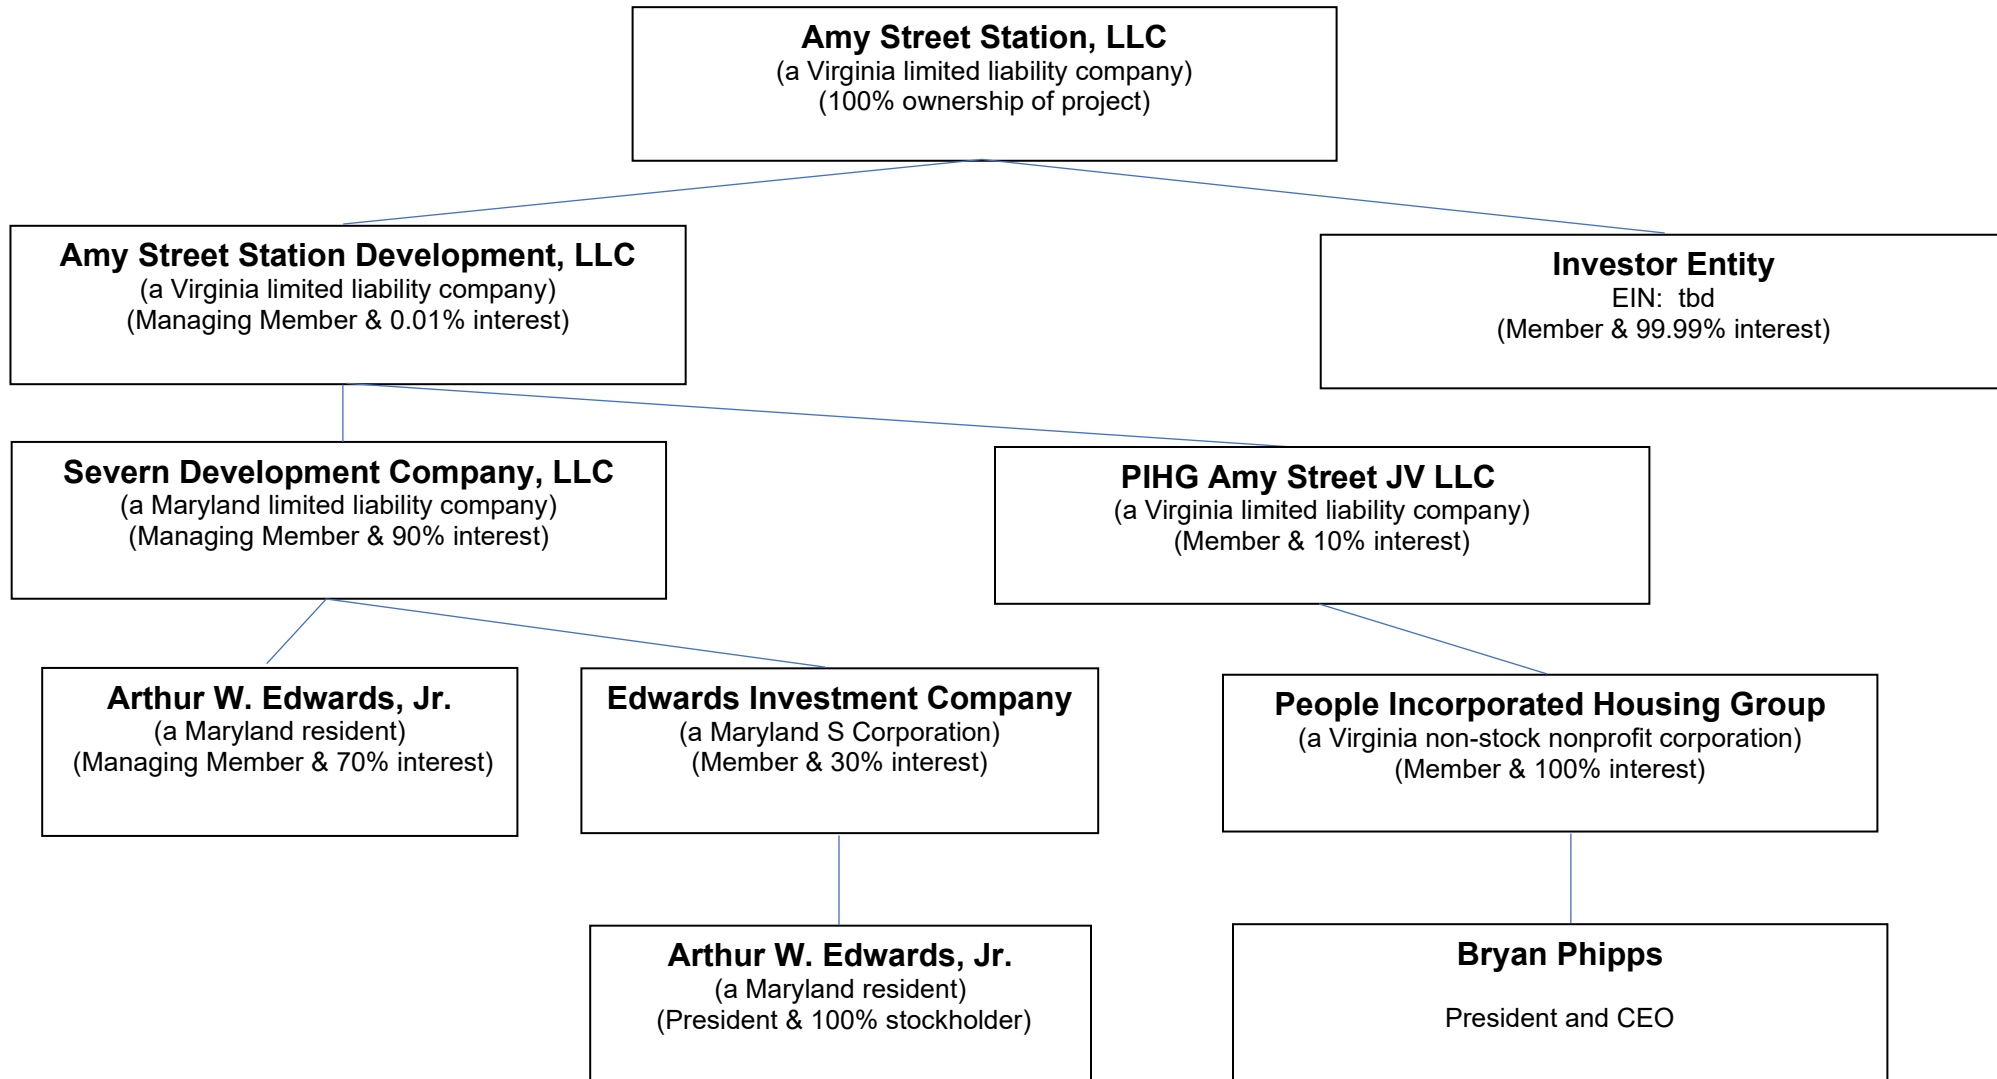 Amy Street Station, LLC
(a Virginia limited liability company)
(100% ownership of project)
Amy Street Station Development, LLC
(a Virginia limited liability company)
(Managing Member & 0.01% interest)
Investor Entity
EIN: tbd
(Member & 99.99% interest)
Severn Development Company, LLC
(a Maryland limited liability company)
(Managing Member & 90% interest)
PIHG Amy Street JV LLC
(a Virginia limited liability company)
(Member & 10% interest)
Arthur W. Edwards, Jr.
(a Maryland resident)
(Managing Member & 70% interest)
Edwards Investment Company
(a Maryland S Corporation)
(Member & 30% interest)
People Incorporated Housing Group
(a Virginia non-stock nonprofit corporation)
(Member & 100% interest)
Arthur W. Edwards, Jr.
(a Maryland resident)
(President & 100% stockholder)
Bryan Phipps
President and CEO